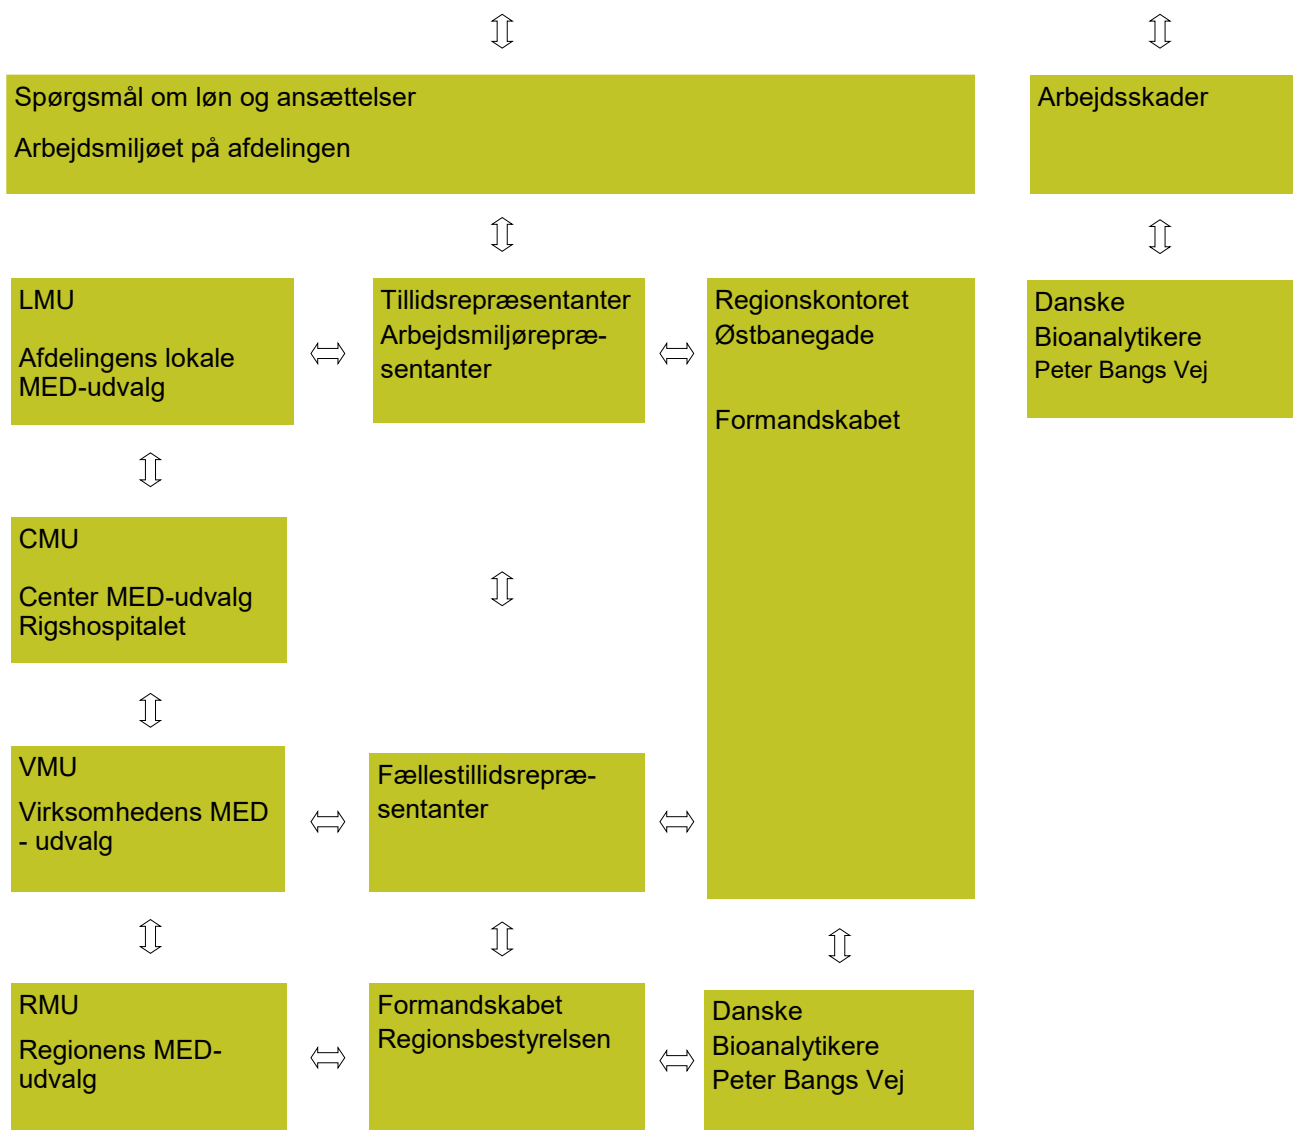 Spørgsmål om løn og ansættelser
Arbejdsmiljøet på afdelingen
Arbejdsskader
LMU
Afdelingens lokale
MED-udvalg
Tillidsrepræsentanter
Arbejdsmiljørepræ-
sentanter
Regionskontoret
Østbanegade
Formandskabet
Danske
Bioanalytikere
Peter Bangs Vej
CMU
Center MED-udvalg
Rigshospitalet
VMU
Virksomhedens MED
- udvalg
Fællestillidsrepræ-
sentanter
RMU
Regionens MED-
udvalg
Formandskabet
Regionsbestyrelsen
Danske
Bioanalytikere
Peter Bangs Vej